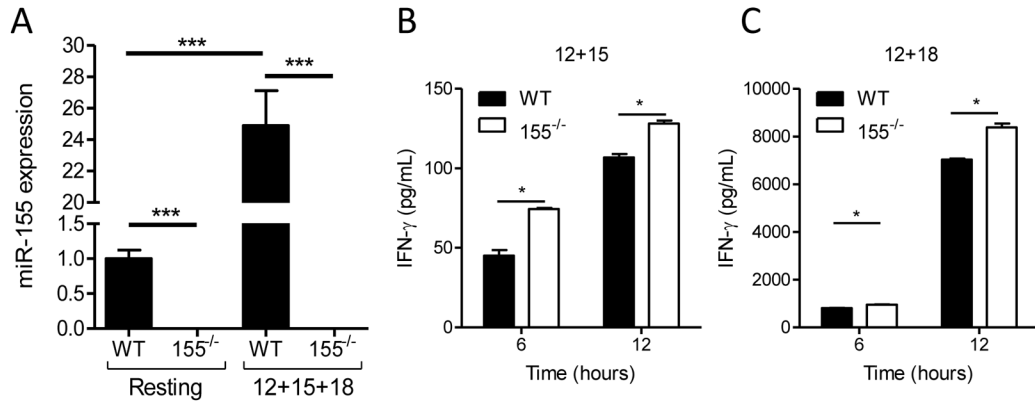 A
miR-155 expression
30
28
26
24
22
20
1.5
1.0
0.5
0.0
***
***
***
WT 155-/- WT 155-/-
Resting 12+15+18
B
12+15
WT
155-/-
IFN-γ (pg/mL)
150
100
50
0
*
*
6 12
Time (hours)
C
12+18
WT
155-/-
IFN-γ (pg/mL)
10000
8000
6000
4000
2000
0
*
*
6 12
Time (hours)